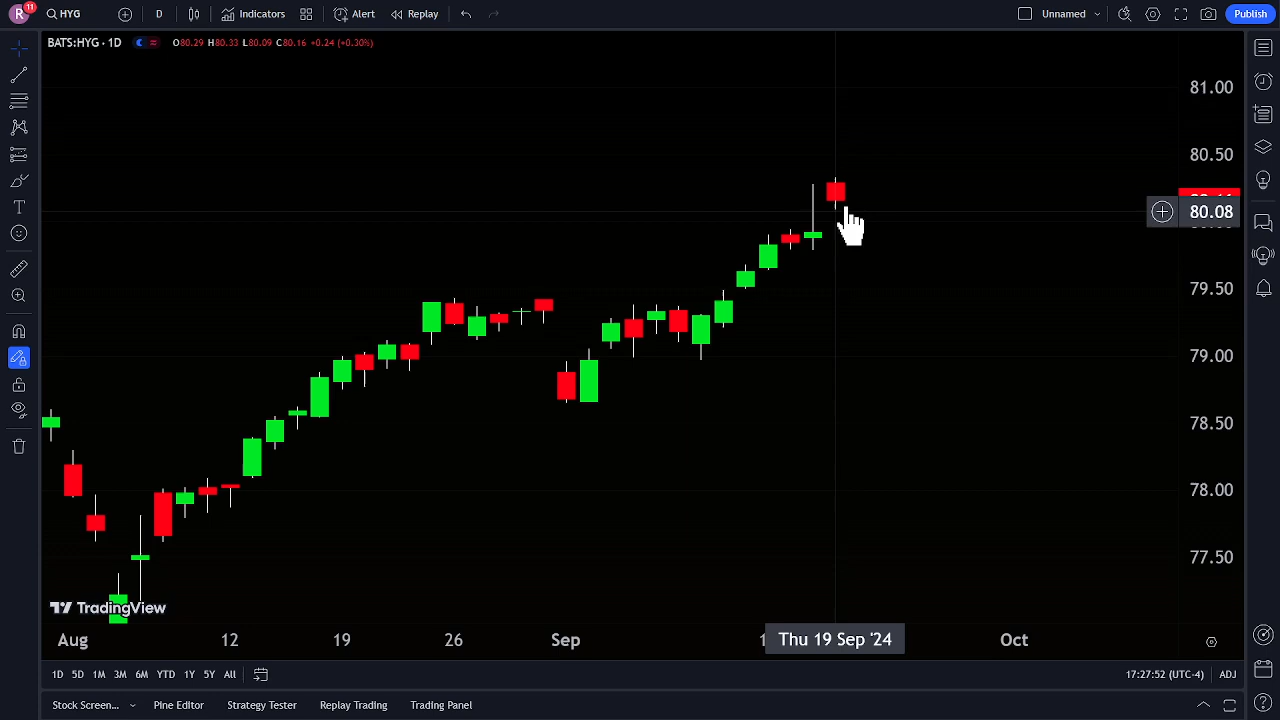 R 11 HYG D Indicators Alert Replay Unnamed Publish
BATS:HYG · 1D O80.29 H80.33 L80.09 C80.16 +0.24 (+0.30%)
81.00
80.50
80.08
79.50
79.00
78.50
78.00
77.50
TradingView
Aug 12 19 26 Sep Thu 19 Sep '24 Oct
1D 5D 1M 3M 6M YTD 1Y 5Y All 17:27:52 (UTC-4) ADJ
Stock Screen... Pine Editor Strategy Tester Replay Trading Trading Panel